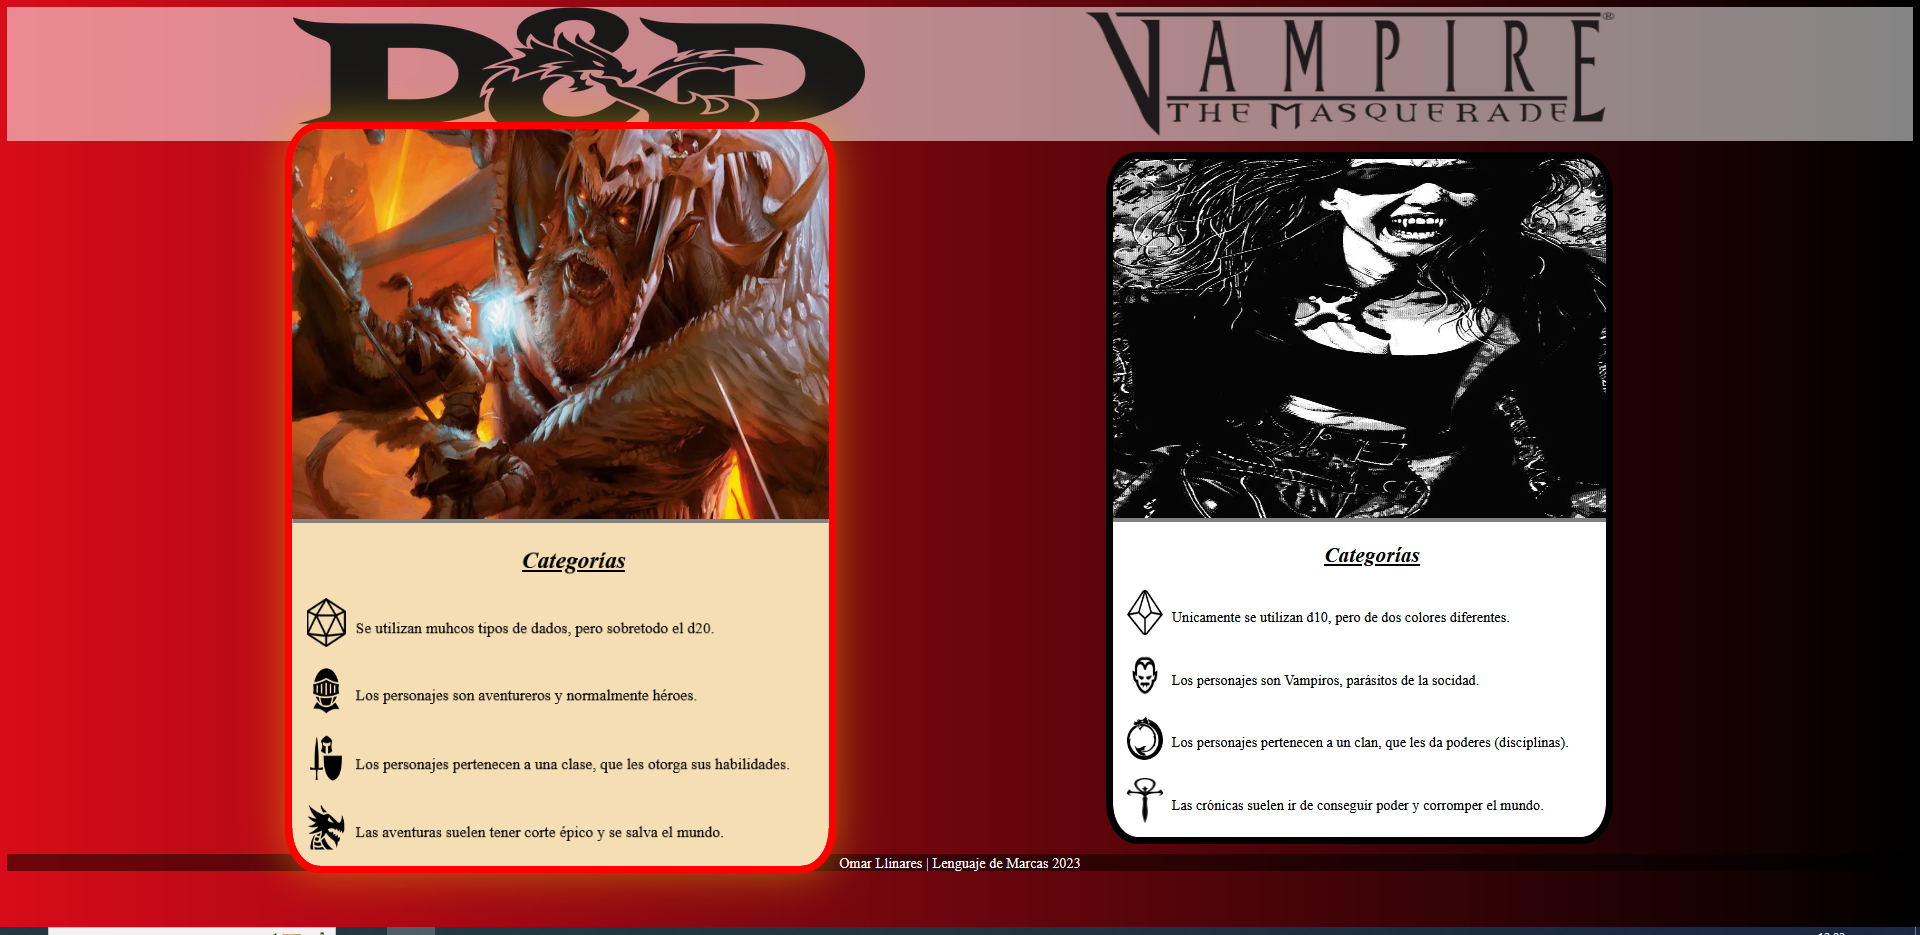 D&D
VAMPIRE®
THE MASQUERADE
Categorías
Se utilizan muhcos tipos de dados, pero sobretodo el d20.
Los personajes son aventureros y normalmente héroes.
Los personajes pertenecen a una clase, que les otorga sus habilidades.
Las aventuras suelen tener corte épico y se salva el mundo.
Categorías
Unicamente se utilizan d10, pero de dos colores diferentes.
Los personajes son Vampiros, parásitos de la socidad.
Los personajes pertenecen a un clan, que les da poderes (disciplinas).
Las crónicas suelen ir de conseguir poder y corromper el mundo.
Omar Llinares | Lenguaje de Marcas 2023